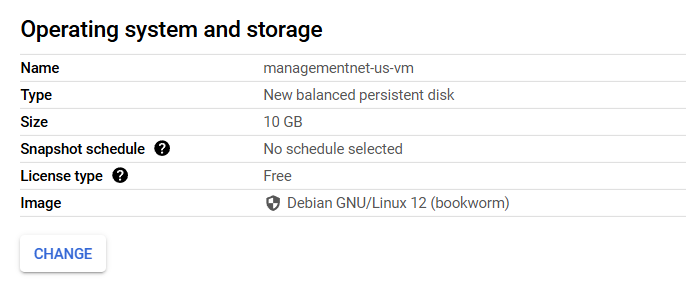 Operating system and storage
Name managementnet-us-vm
Type New balanced persistent disk
Size 10 GB
Snapshot schedule ? No schedule selected
License type ? Free
Image Debian GNU/Linux 12 (bookworm)
CHANGE